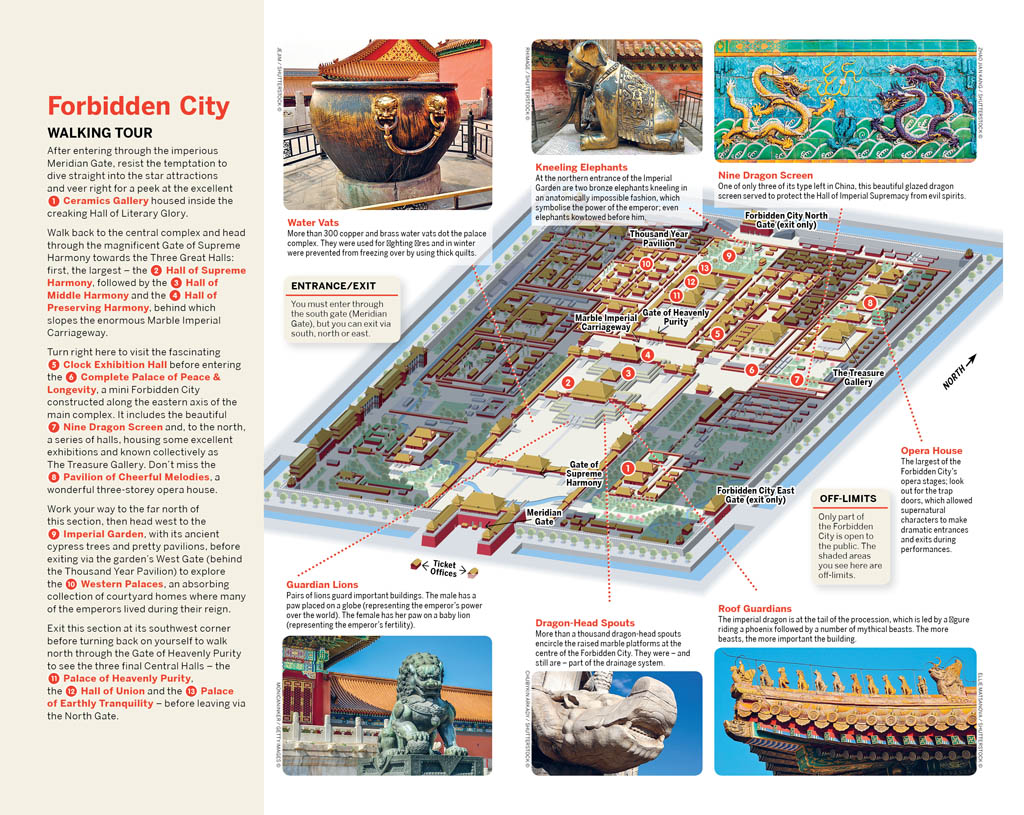 Forbidden City
WALKING TOUR
After entering through the imperious
Meridian Gate, resist the temptation to
dive straight into the star attractions
and veer right for a peek at the excellent
1 Ceramics Gallery housed inside the
creaking Hall of Literary Glory.
Walk back to the central complex and head
through the magnificent Gate of Supreme
Harmony towards the Three Great Halls:
first, the largest – the 2 Hall of Supreme
Harmony, followed by the 3 Hall of
Middle Harmony and the 4 Hall of
Preserving Harmony, behind which
slopes the enormous Marble Imperial
Carriageway.
Turn right here to visit the fascinating
5 Clock Exhibition Hall before entering
the 6 Complete Palace of Peace &
Longevity, a mini Forbidden City
constructed along the eastern axis of the
main complex. It includes the beautiful
7 Nine Dragon Screen and, to the north,
a series of halls, housing some excellent
exhibitions and known collectively as
The Treasure Gallery. Don't miss the
8 Pavilion of Cheerful Melodies, a
wonderful three-storey opera house.
Work your way to the far north of
this section, then head west to the
9 Imperial Garden, with its ancient
cypress trees and pretty pavilions, before
exiting via the garden's West Gate (behind
the Thousand Year Pavilion) to explore
the 10 Western Palaces, an absorbing
collection of courtyard homes where many
of the emperors lived during their reign.
Exit this section at its southwest corner
before turning back on yourself to walk
north through the Gate of Heavenly Purity
to see the three final Central Halls – the
11 Palace of Heavenly Purity,
the 12 Hall of Union and the 13 Palace
of Earthly Tranquility – before leaving via
the North Gate.
Water Vats
More than 300 copper and brass water vats dot the palace
complex. They were used for ghting res and in winter
were prevented from freezing over by using thick quilts.
ENTRANCE/EXIT
You must enter through
the south gate (Meridian
Gate), but you can exit via
south, north or east.
REMAGE / SHUTTERSTOCK ©
Kneeling Elephants
At the northern entrance of the Imperial
Garden are two bronze elephants kneeling in
an anatomically impossible fashion, which
symbolise the power of the emperor; even
elephants kowtowed before him.
Nine Dragon Screen
One of only three of its type left in China, this beautiful glazed dragon
screen served to protect the Hall of Imperial Supremacy from evil spirits.
Forbidden City North
Gate (exit only)
Thousand Year
Pavilion
9
10
13
12
11
8
Marble Imperial
Carriageway
Gate of Heavenly
Purity
5
4
3
2
6
7
The Treasure
Gallery
NORTH
Gate of
Supreme
Harmony
1
Meridian
Gate
Forbidden City East
Gate (exit only)
Ticket
Offices
OFF-LIMITS
Only part of
the Forbidden
City is open to
the public. The
shaded areas
you see here are
off-limits.
Opera House
The largest of the
Forbidden City's
opera stages; look
out for the trap
doors, which allowed
supernatural
characters to make
dramatic entrances
and exits during
performances.
Guardian Lions
Pairs of lions guard important buildings. The male has a
paw placed on a globe (representing the emperor's power
over the world). The female has her paw on a baby lion
(representing the emperor's fertility).
Dragon-Head Spouts
More than a thousand dragon-head spouts
encircle the raised marble platforms at the
centre of the Forbidden City. They were – and
still are – part of the drainage system.
CHUBYKIN ARKADY / SHUTTERSTOCK ©
Roof Guardians
The imperial dragon is at the tail of the procession, which is led by a gure
riding a phoenix followed by a number of mythical beasts. The more
beasts, the more important the building.